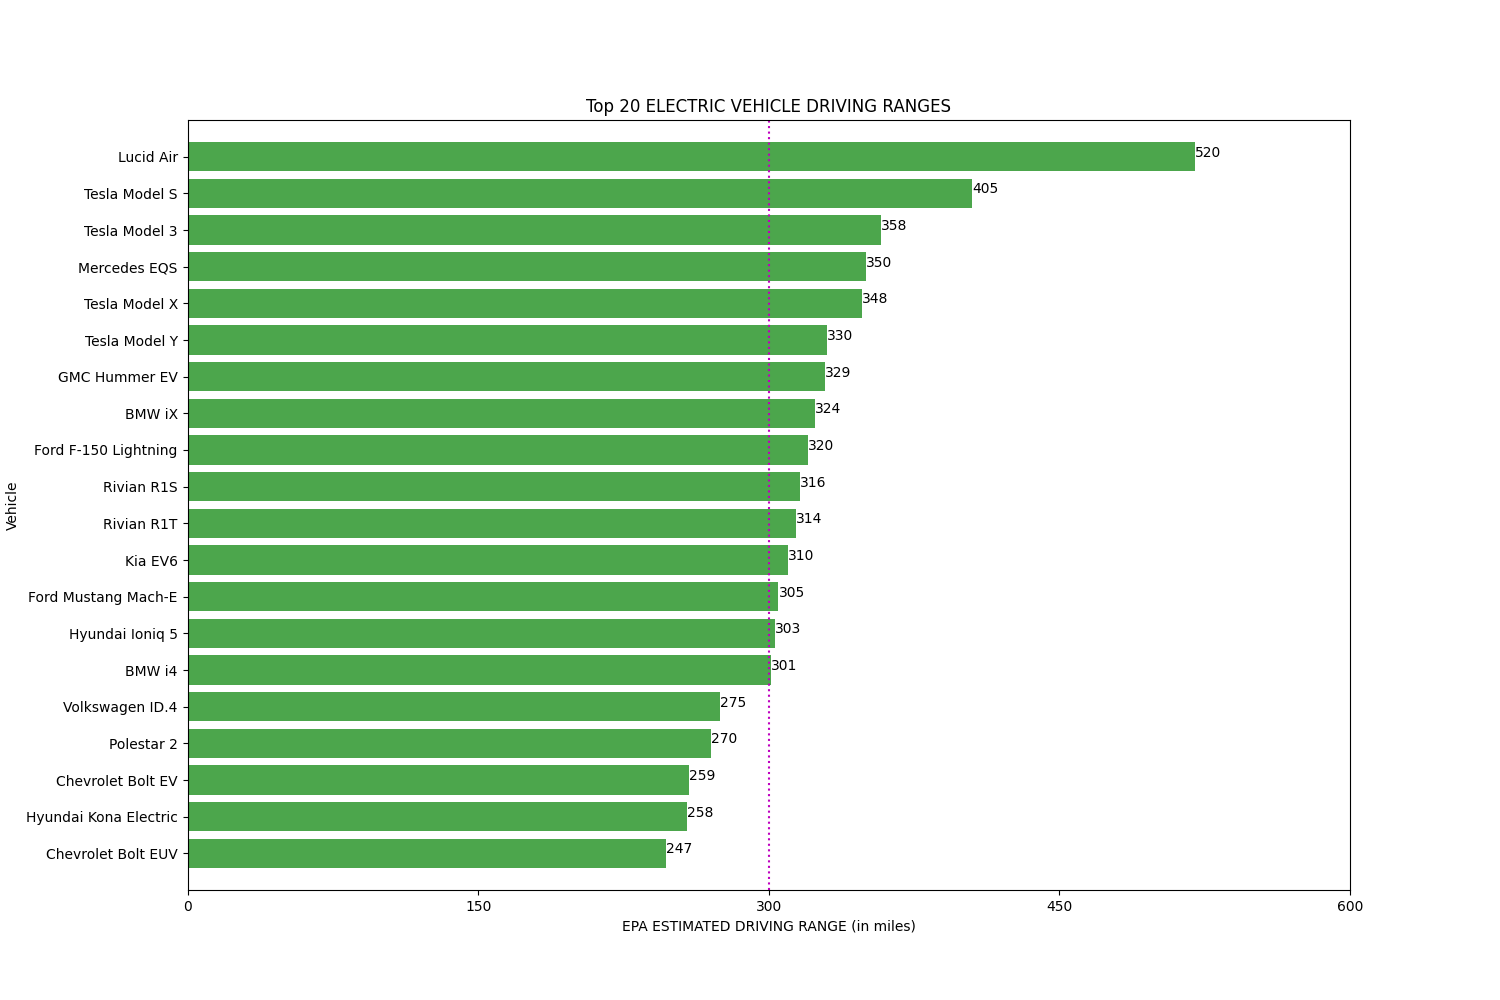 Top 20 ELECTRIC VEHICLE DRIVING RANGES
Vehicle
Lucid Air 520
Tesla Model S 405
Tesla Model 3 358
Mercedes EQS 350
Tesla Model X 348
Tesla Model Y 330
GMC Hummer EV 329
BMW iX 324
Ford F-150 Lightning 320
Rivian R1S 316
Rivian R1T 314
Kia EV6 310
Ford Mustang Mach-E 305
Hyundai Ioniq 5 303
BMW i4 301
Volkswagen ID.4 275
Polestar 2 270
Chevrolet Bolt EV 259
Hyundai Kona Electric 258
Chevrolet Bolt EUV 247
0 150 300 450 600
EPA ESTIMATED DRIVING RANGE (in miles)